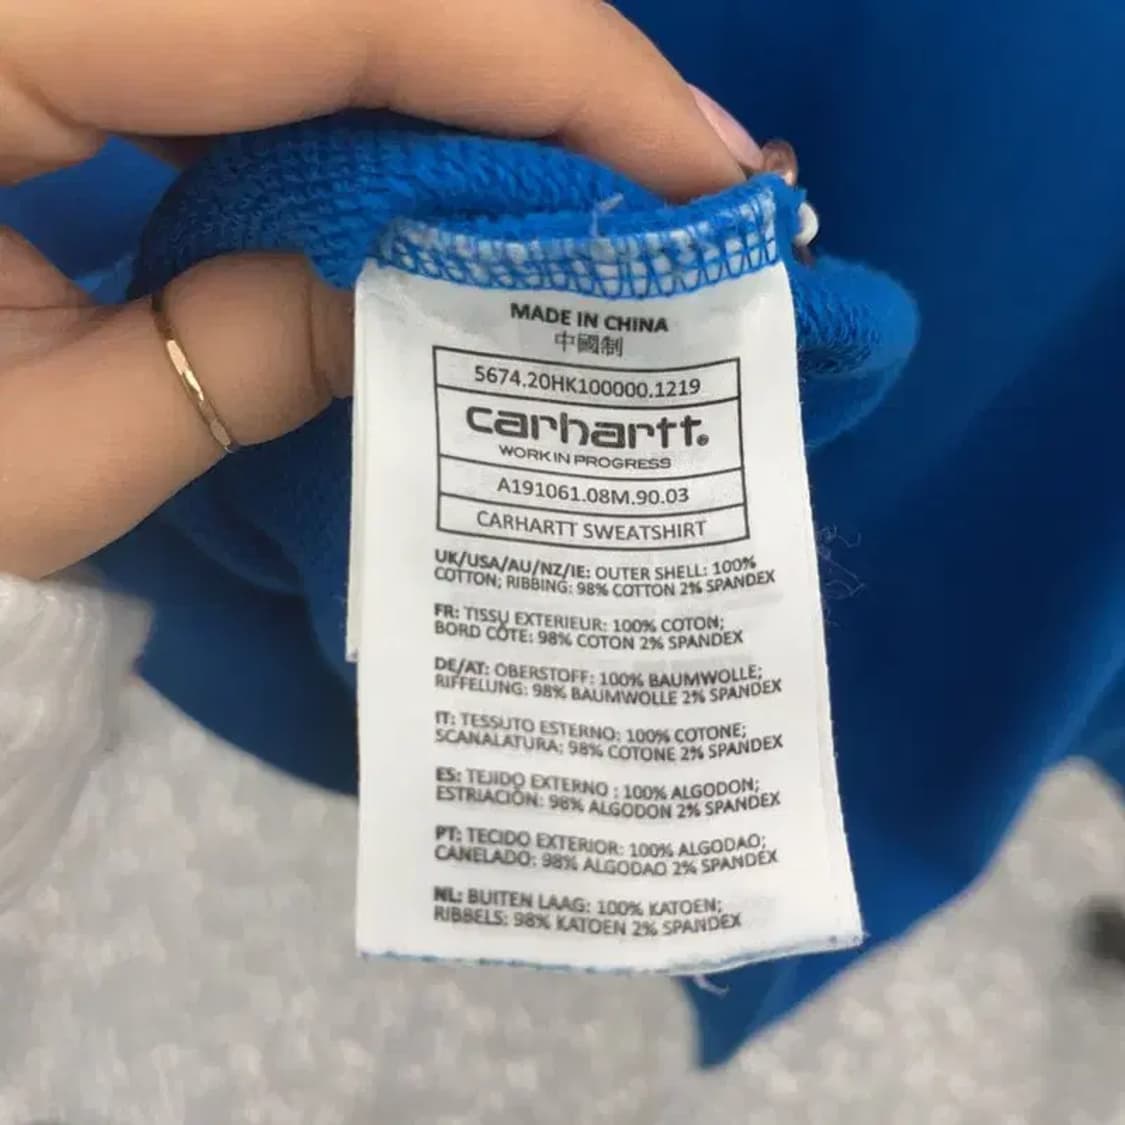 MADE IN CHINA
中國制
5674.20HK100000.1219
carhartt.
WORK IN PROGRESS
A191061.08M.90.03
CARHARTT SWEATSHIRT
UK/USA/AU/NZ/IE: OUTER SHELL: 100%
COTTON; RIBBING: 98% COTTON 2% SPANDEX
FR: TISSU EXTERIEUR: 100% COTON;
BORD CÔTE: 98% COTON 2% SPANDEX
DE/AT: OBERSTOFF: 100% BAUMWOLLE;
RIFFELUNG: 98% BAUMWOLLE 2% SPANDEX
IT: TESSUTO ESTERNO: 100% COTONE;
SCANALATURA: 98% COTONE 2% SPANDEX
ES: TEJIDO EXTERNO : 100% ALGODON;
ESTRIACIÓN: 98% ALGODON 2% SPANDEX
PT: TECIDO EXTERIOR: 100% ALGODAO;
CANELADO: 98% ALGODAO 2% SPANDEX
NL: BUITEN LAAG: 100% KATOEN;
RIBBELS: 98% KATOEN 2% SPANDEX